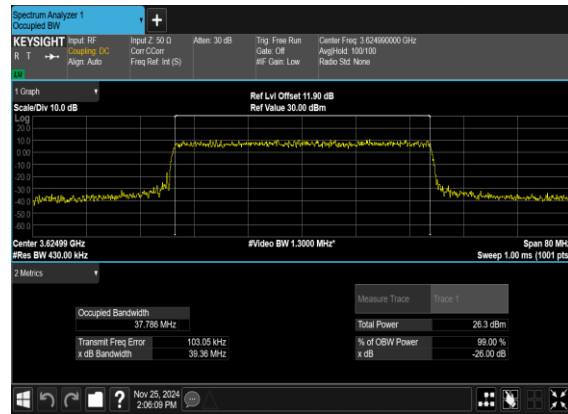 Spectrum Analyzer 1
Occupied BW
+
KEYSIGHT Input: RF Input Z: 50 Ω Atten: 30 dB Trig: Free Run Center Freq: 3.624990000 GHz
R T Coupling: DC Corr CCorr Gate: Off Avg|Hold: 100/100
Align: Auto Freq Ref: Int (S) #IF Gain: Low Radio Std: None
LXI
1 Graph
Ref Lvl Offset 11.90 dB
Scale/Div 10.0 dB Ref Value 30.00 dBm
Log
20.0
10.0
0.00
-10.0
-20.0
-30.0
-40.0
-50.0
-60.0
Center 3.62499 GHz #Video BW 1.3000 MHz* Span 80 MHz
#Res BW 430.00 kHz Sweep 1.00 ms (1001 pts)
2 Metrics
Measure Trace Trace 1
Occupied Bandwidth
37.786 MHz Total Power 26.3 dBm
Transmit Freq Error 103.05 kHz % of OBW Power 99.00 %
x dB Bandwidth 39.36 MHz x dB -26.00 dB
?
Nov 25, 2024
2:06:09 PM